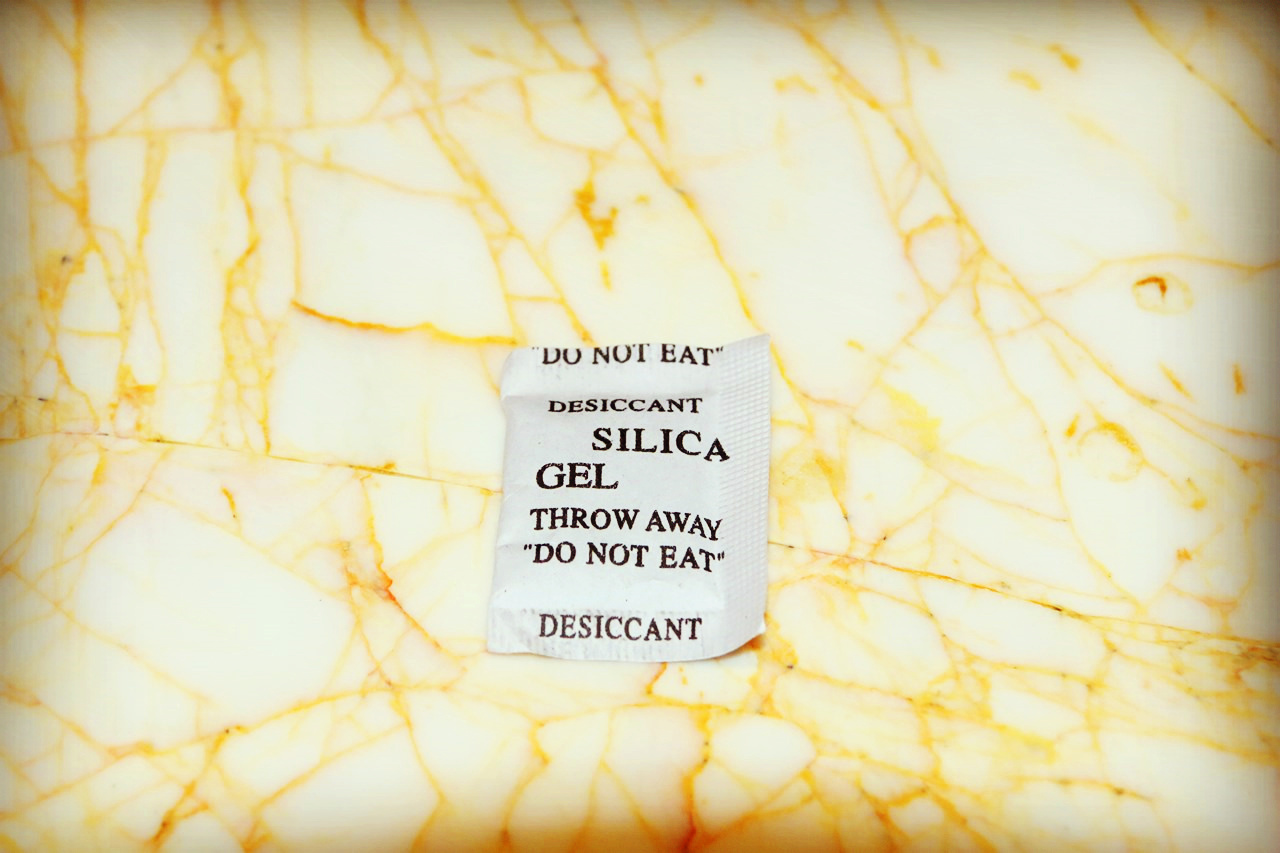 "DO NOT EAT"
DESICCANT
SILICA
GEL
THROW AWAY
"DO NOT EAT"
DESICCANT